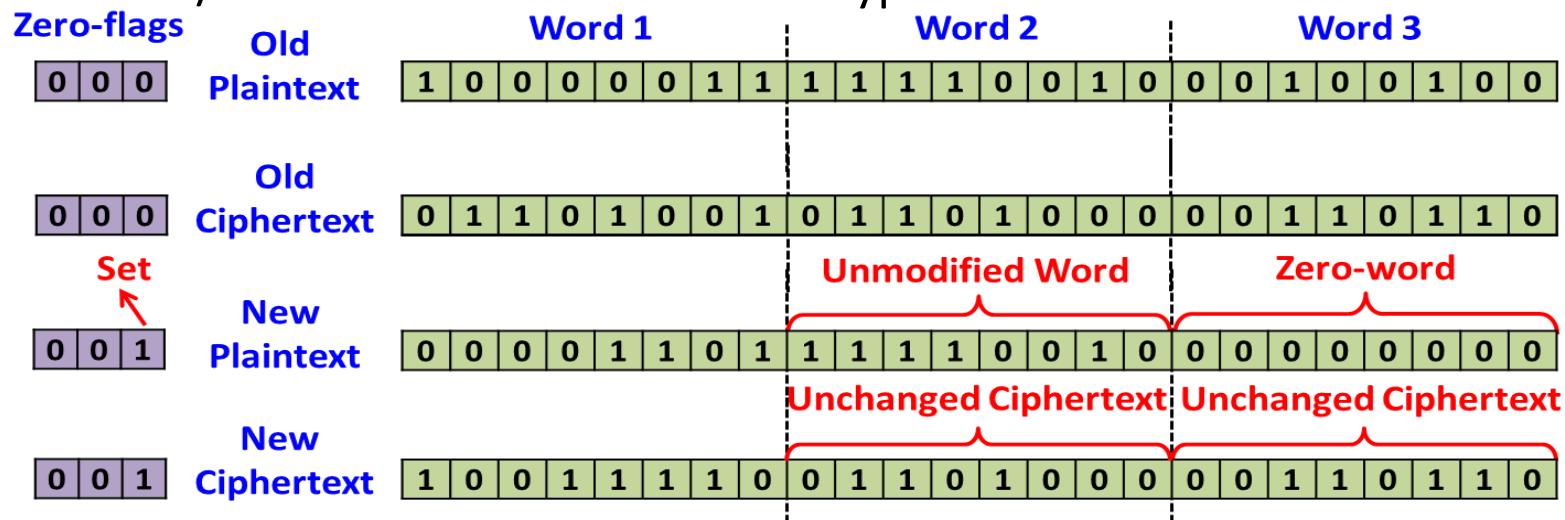 Zero-flags Old Word 1 Word 2 Word 3
0 0 0 Plaintext 1 0 0 0 0 0 1 1 1 1 1 1 0 0 1 0 0 0 1 0 0 1 0 0
Old
0 0 0 Ciphertext 0 1 1 0 1 0 0 1 0 1 1 0 1 0 0 0 0 0 1 1 0 1 1 0
Set Unmodified Word Zero-word
New
0 0 1 Plaintext 0 0 0 0 1 1 0 1 1 1 1 1 0 0 1 0 0 0 0 0 0 0 0 0
Unchanged Ciphertext Unchanged Ciphertext
New
0 0 1 Ciphertext 1 0 0 1 1 1 1 0 0 1 1 0 1 0 0 0 0 0 1 1 0 1 1 0